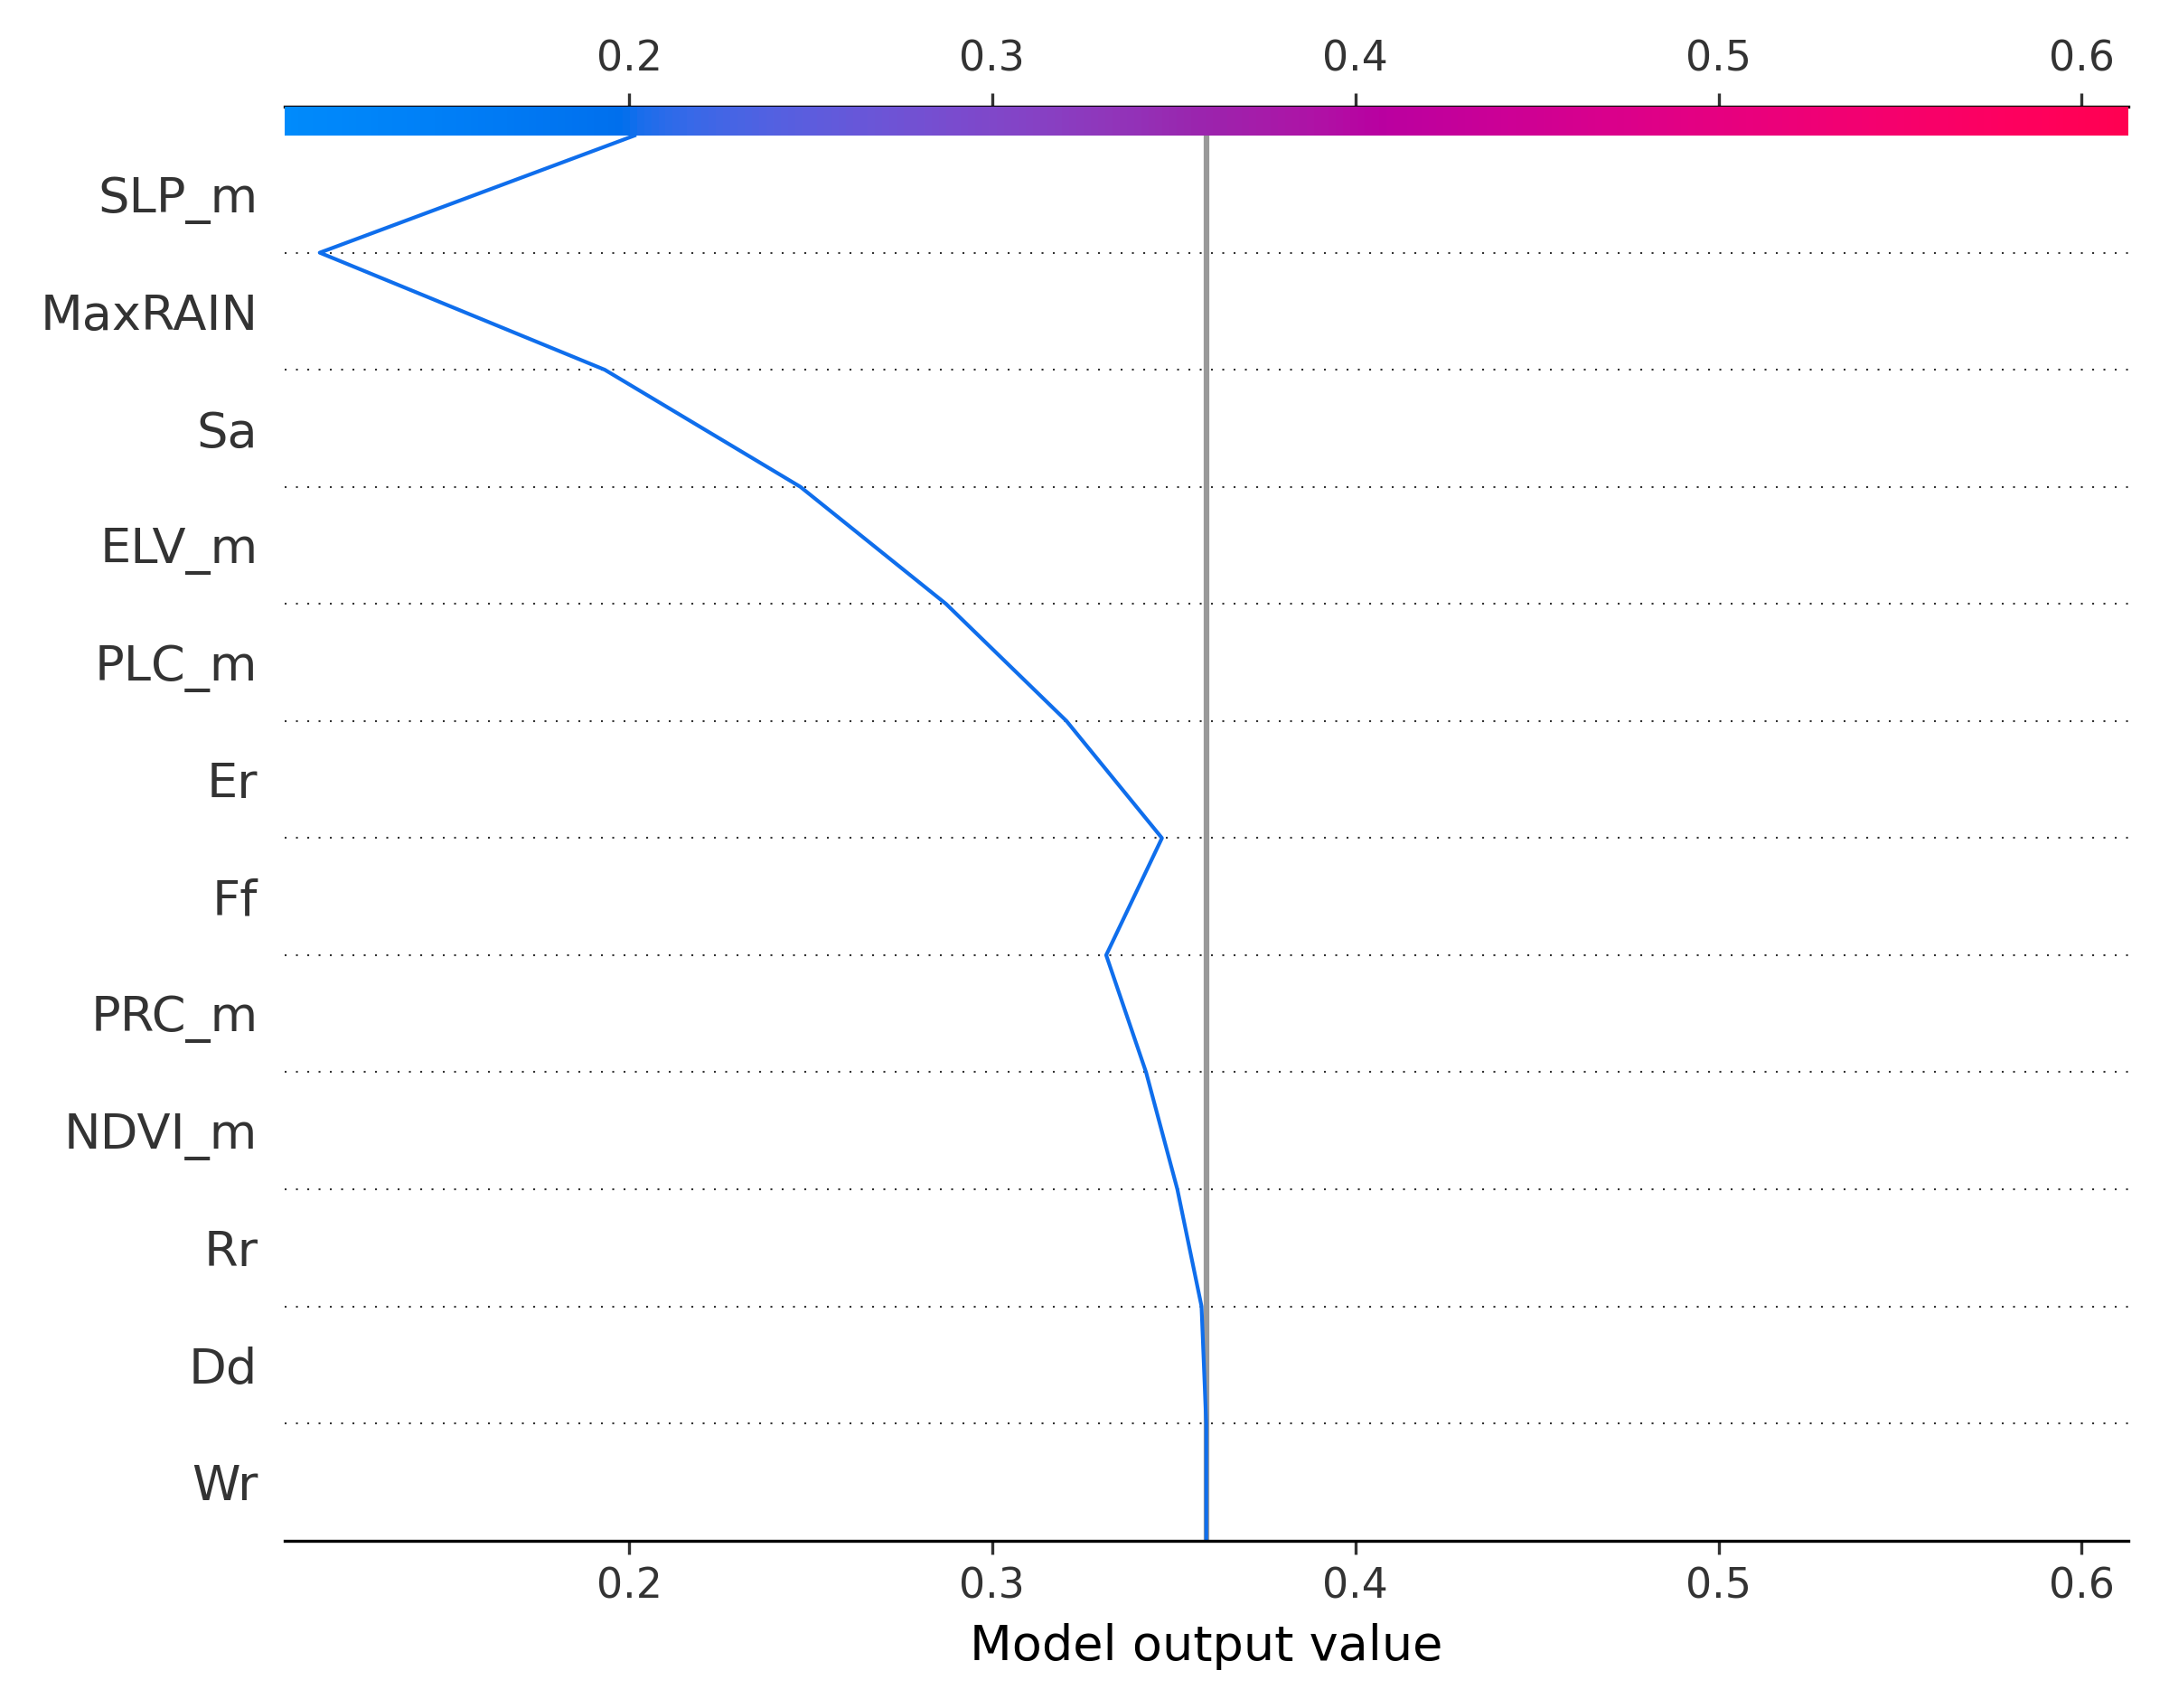 0.2 0.3 0.4 0.5 0.6
SLP_m
MaxRAIN
Sa
ELV_m
PLC_m
Er
Ff
PRC_m
NDVI_m
Rr
Dd
Wr
0.2 0.3 0.4 0.5 0.6
Model output value